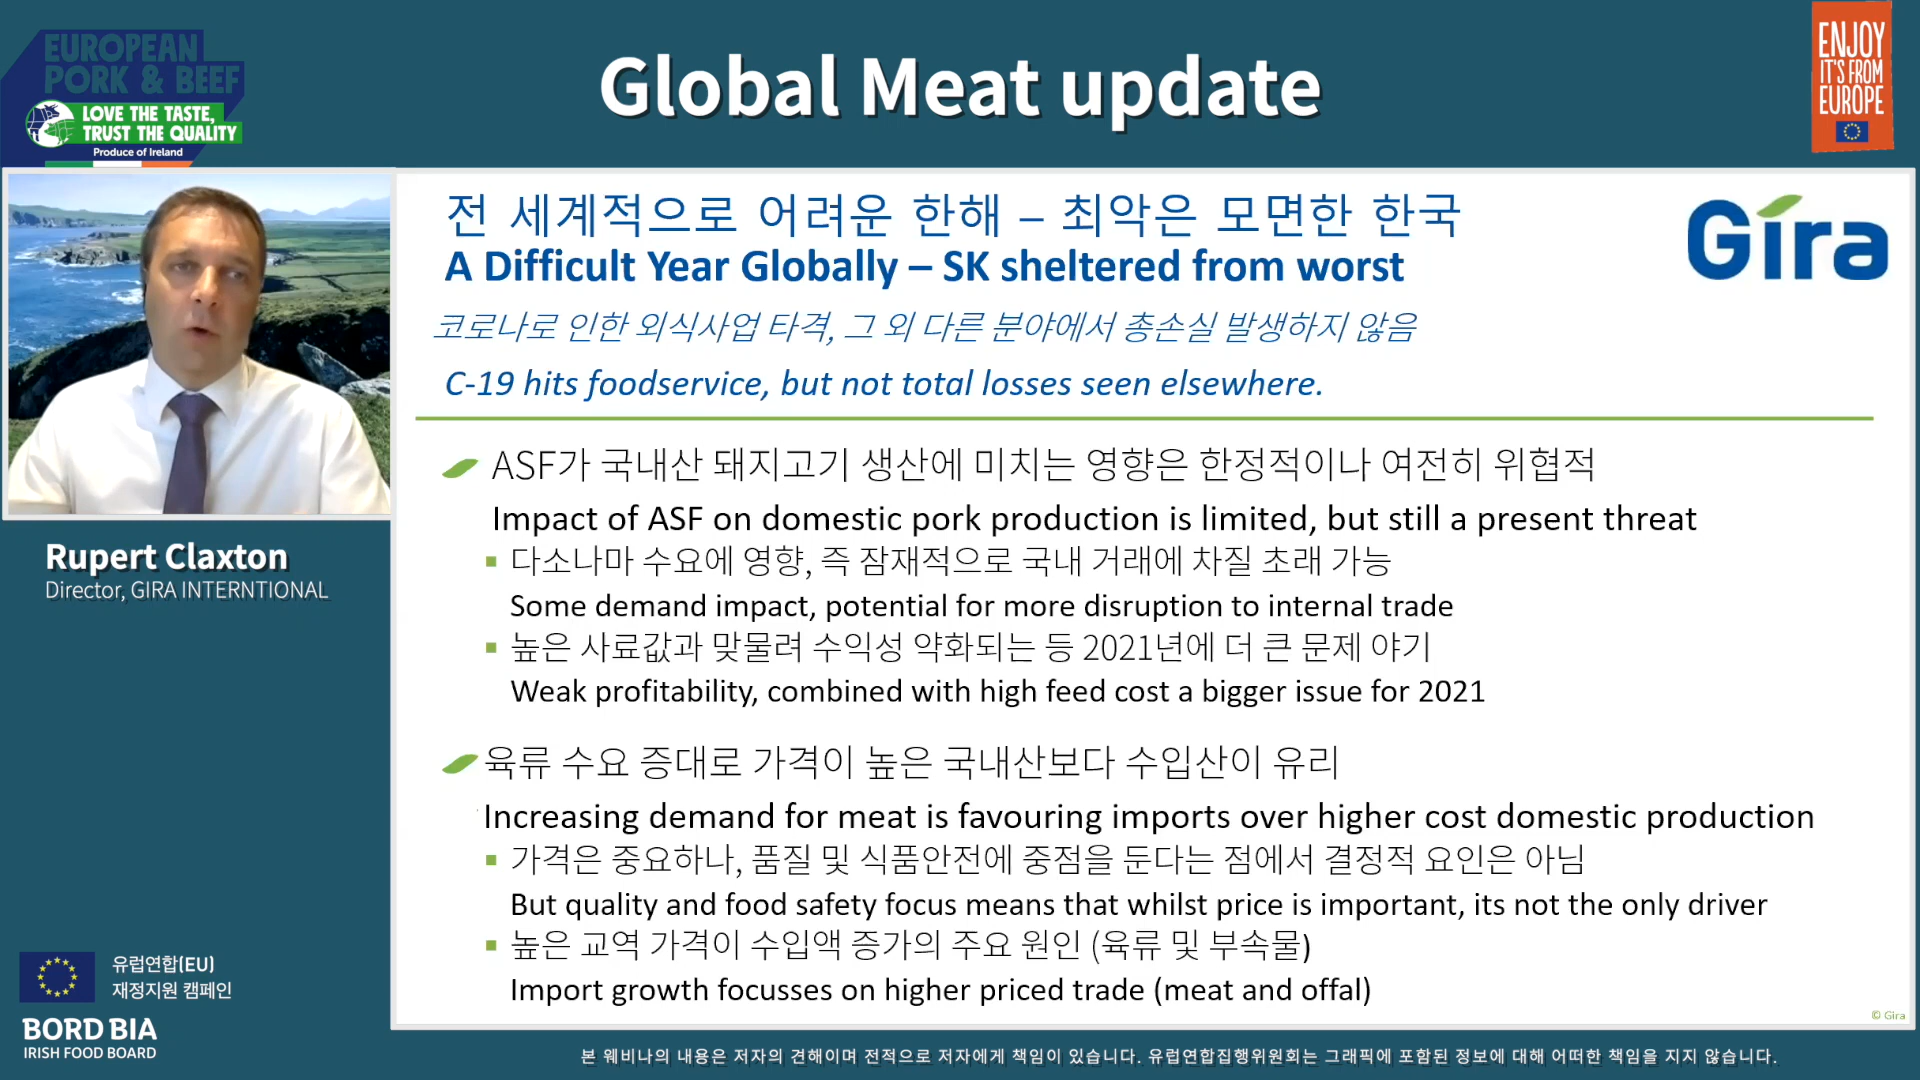 EUROPEAN
PORK & BEEF
LOVE THE TASTE,
TRUST THE QUALITY
Produce of Ireland
Global Meat update
ENJOY
IT'S FROM
EUROPE
전 세계적으로 어려운 한해 – 최악은 모면한 한국
A Difficult Year Globally – SK sheltered from worst
Gira
코로나로 인한 외식사업 타격, 그 외 다른 분야에서 총손실 발생하지 않음
C-19 hits foodservice, but not total losses seen elsewhere.
ASF가 국내산 돼지고기 생산에 미치는 영향은 한정적이나 여전히 위협적
Impact of ASF on domestic pork production is limited, but still a present threat
다소나마 수요에 영향, 즉 잠재적으로 국내 거래에 차질 초래 가능
Some demand impact, potential for more disruption to internal trade
높은 사료값과 맞물려 수익성 약화되는 등 2021년에 더 큰 문제 야기
Weak profitability, combined with high feed cost a bigger issue for 2021
육류 수요 증대로 가격이 높은 국내산보다 수입산이 유리
Increasing demand for meat is favouring imports over higher cost domestic production
가격은 중요하나, 품질 및 식품안전에 중점을 둔다는 점에서 결정적 요인은 아님
But quality and food safety focus means that whilst price is important, its not the only driver
높은 교역 가격이 수입액 증가의 주요 원인 (육류 및 부속물)
Import growth focusses on higher priced trade (meat and offal)
© Gira
Rupert Claxton
Director, GIRA INTERNTIONAL
유럽연합(EU)
재정지원 캠페인
BORD BIA
IRISH FOOD BOARD
본 웨비나의 내용은 저자의 견해이며 전적으로 저자에게 책임이 있습니다. 유럽연합집행위원회는 그래픽에 포함된 정보에 대해 어떠한 책임을 지지 않습니다.